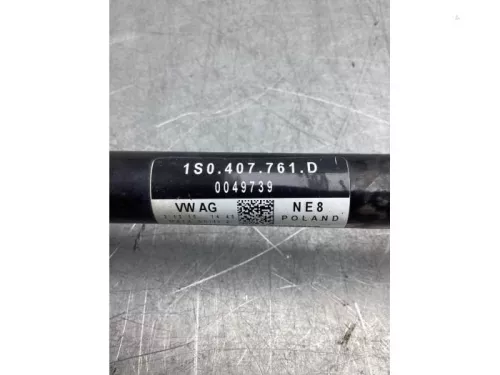 1S0.407.761.D
0049739
VW AG
NE8
POLAND